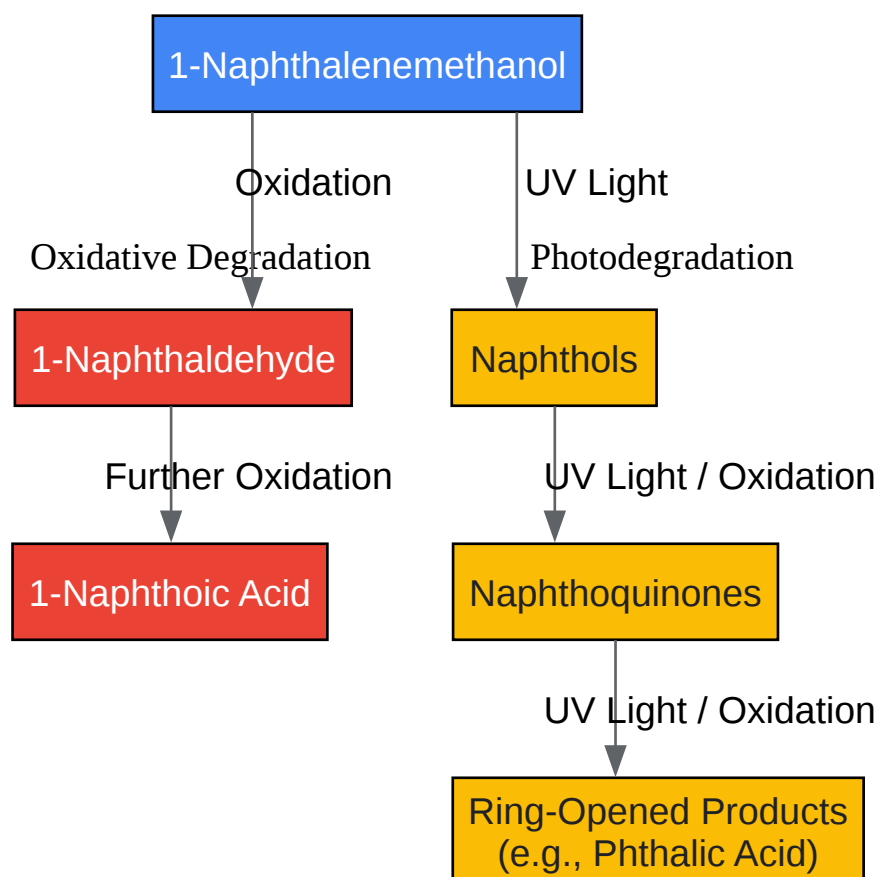 1-Naphthalenemethanol
Oxidation
UV Light
Oxidative Degradation
Photodegradation
1-Naphthaldehyde
Naphthols
Further Oxidation
UV Light / Oxidation
1-Naphthoic Acid
Naphthoquinones
UV Light / Oxidation
Ring-Opened Products
(e.g., Phthalic Acid)